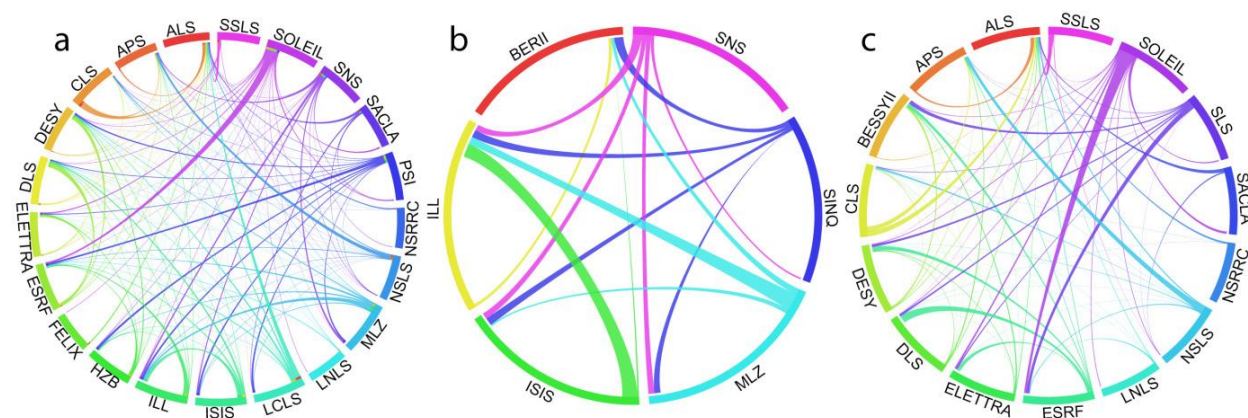 a
SSLS
SOLEIL
SNS
SACLA
PSI
NSRRC
NSLS
MLZ
LNLS
LCLS
ISIS
ILL
HZB
FELIX
ESRF
ELETTRA
DLS
DESY
CLS
APS
ALS
b
SNS
SINQ
MLZ
ISIS
ILL
BERII
c
SSLS
SOLEIL
SLS
SACLA
NSRRC
NSLS
LNLS
ESRF
ELETTRA
DLS
DESY
CLS
BESSYII
APS
ALS